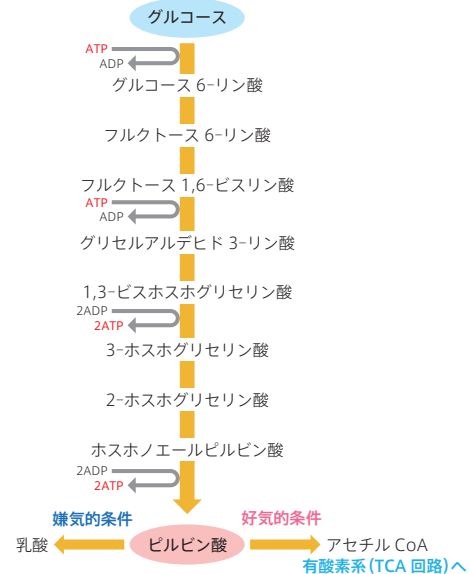 グルコース
ATP
ADP
グルコース 6-リン酸
フルクトース 6-リン酸
フルクトース 1,6-ビスリン酸
ATP
ADP
グリセルアルデヒド 3-リン酸
1,3-ビスホスホグリセリン酸
2ADP
2ATP
3-ホスホグリセリン酸
2-ホスホグリセリン酸
ホスホノエールピルビン酸
2ADP
2ATP
嫌気的条件
好気的条件
乳酸
ピルビン酸
アセチル CoA
有酸素系(TCA 回路)へ